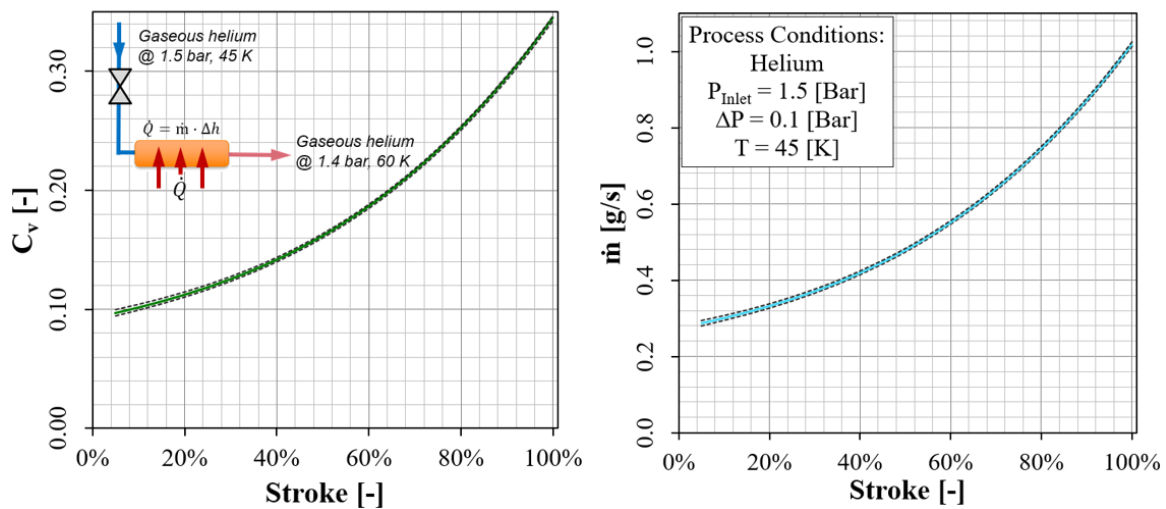 Gaseous helium
@ 1.5 bar, 45 K
Q̇ = ṁ · Δh
Gaseous helium
@ 1.4 bar, 60 K
Q̇
C_v [-]
0.30
0.20
0.10
0.00
0%
20%
40%
60%
80%
100%
Stroke [-]
Process Conditions:
Helium
P_Inlet = 1.5 [Bar]
ΔP = 0.1 [Bar]
T = 45 [K]
ṁ [g/s]
1.0
0.8
0.6
0.4
0.2
0.0
0%
20%
40%
60%
80%
100%
Stroke [-]